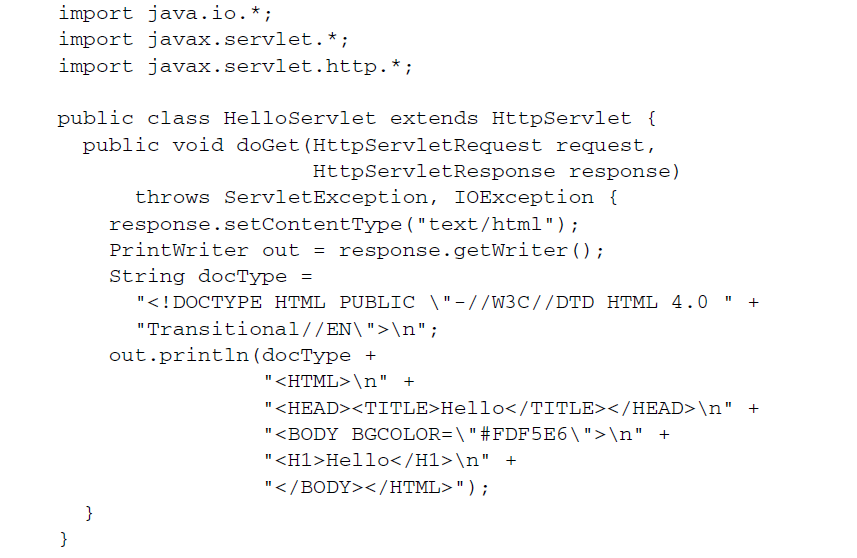 import java.io.*;
import javax.servlet.*;
import javax.servlet.http.*;

public class HelloServlet extends HttpServlet {
  public void doGet(HttpServletRequest request,
                    HttpServletResponse response)
      throws ServletException, IOException {
    response.setContentType("text/html");
    PrintWriter out = response.getWriter();
    String docType =
      "<!DOCTYPE HTML PUBLIC \"-//W3C//DTD HTML 4.0 " +
      "Transitional//EN\">\n";
    out.println(docType +
                "<HTML>\n" +
                "<HEAD><TITLE>Hello</TITLE></HEAD>\n" +
                "<BODY BGCOLOR=\"#FDF5E6\">\n" +
                "<H1>Hello</H1>\n" +
                "</BODY></HTML>");
  }
}